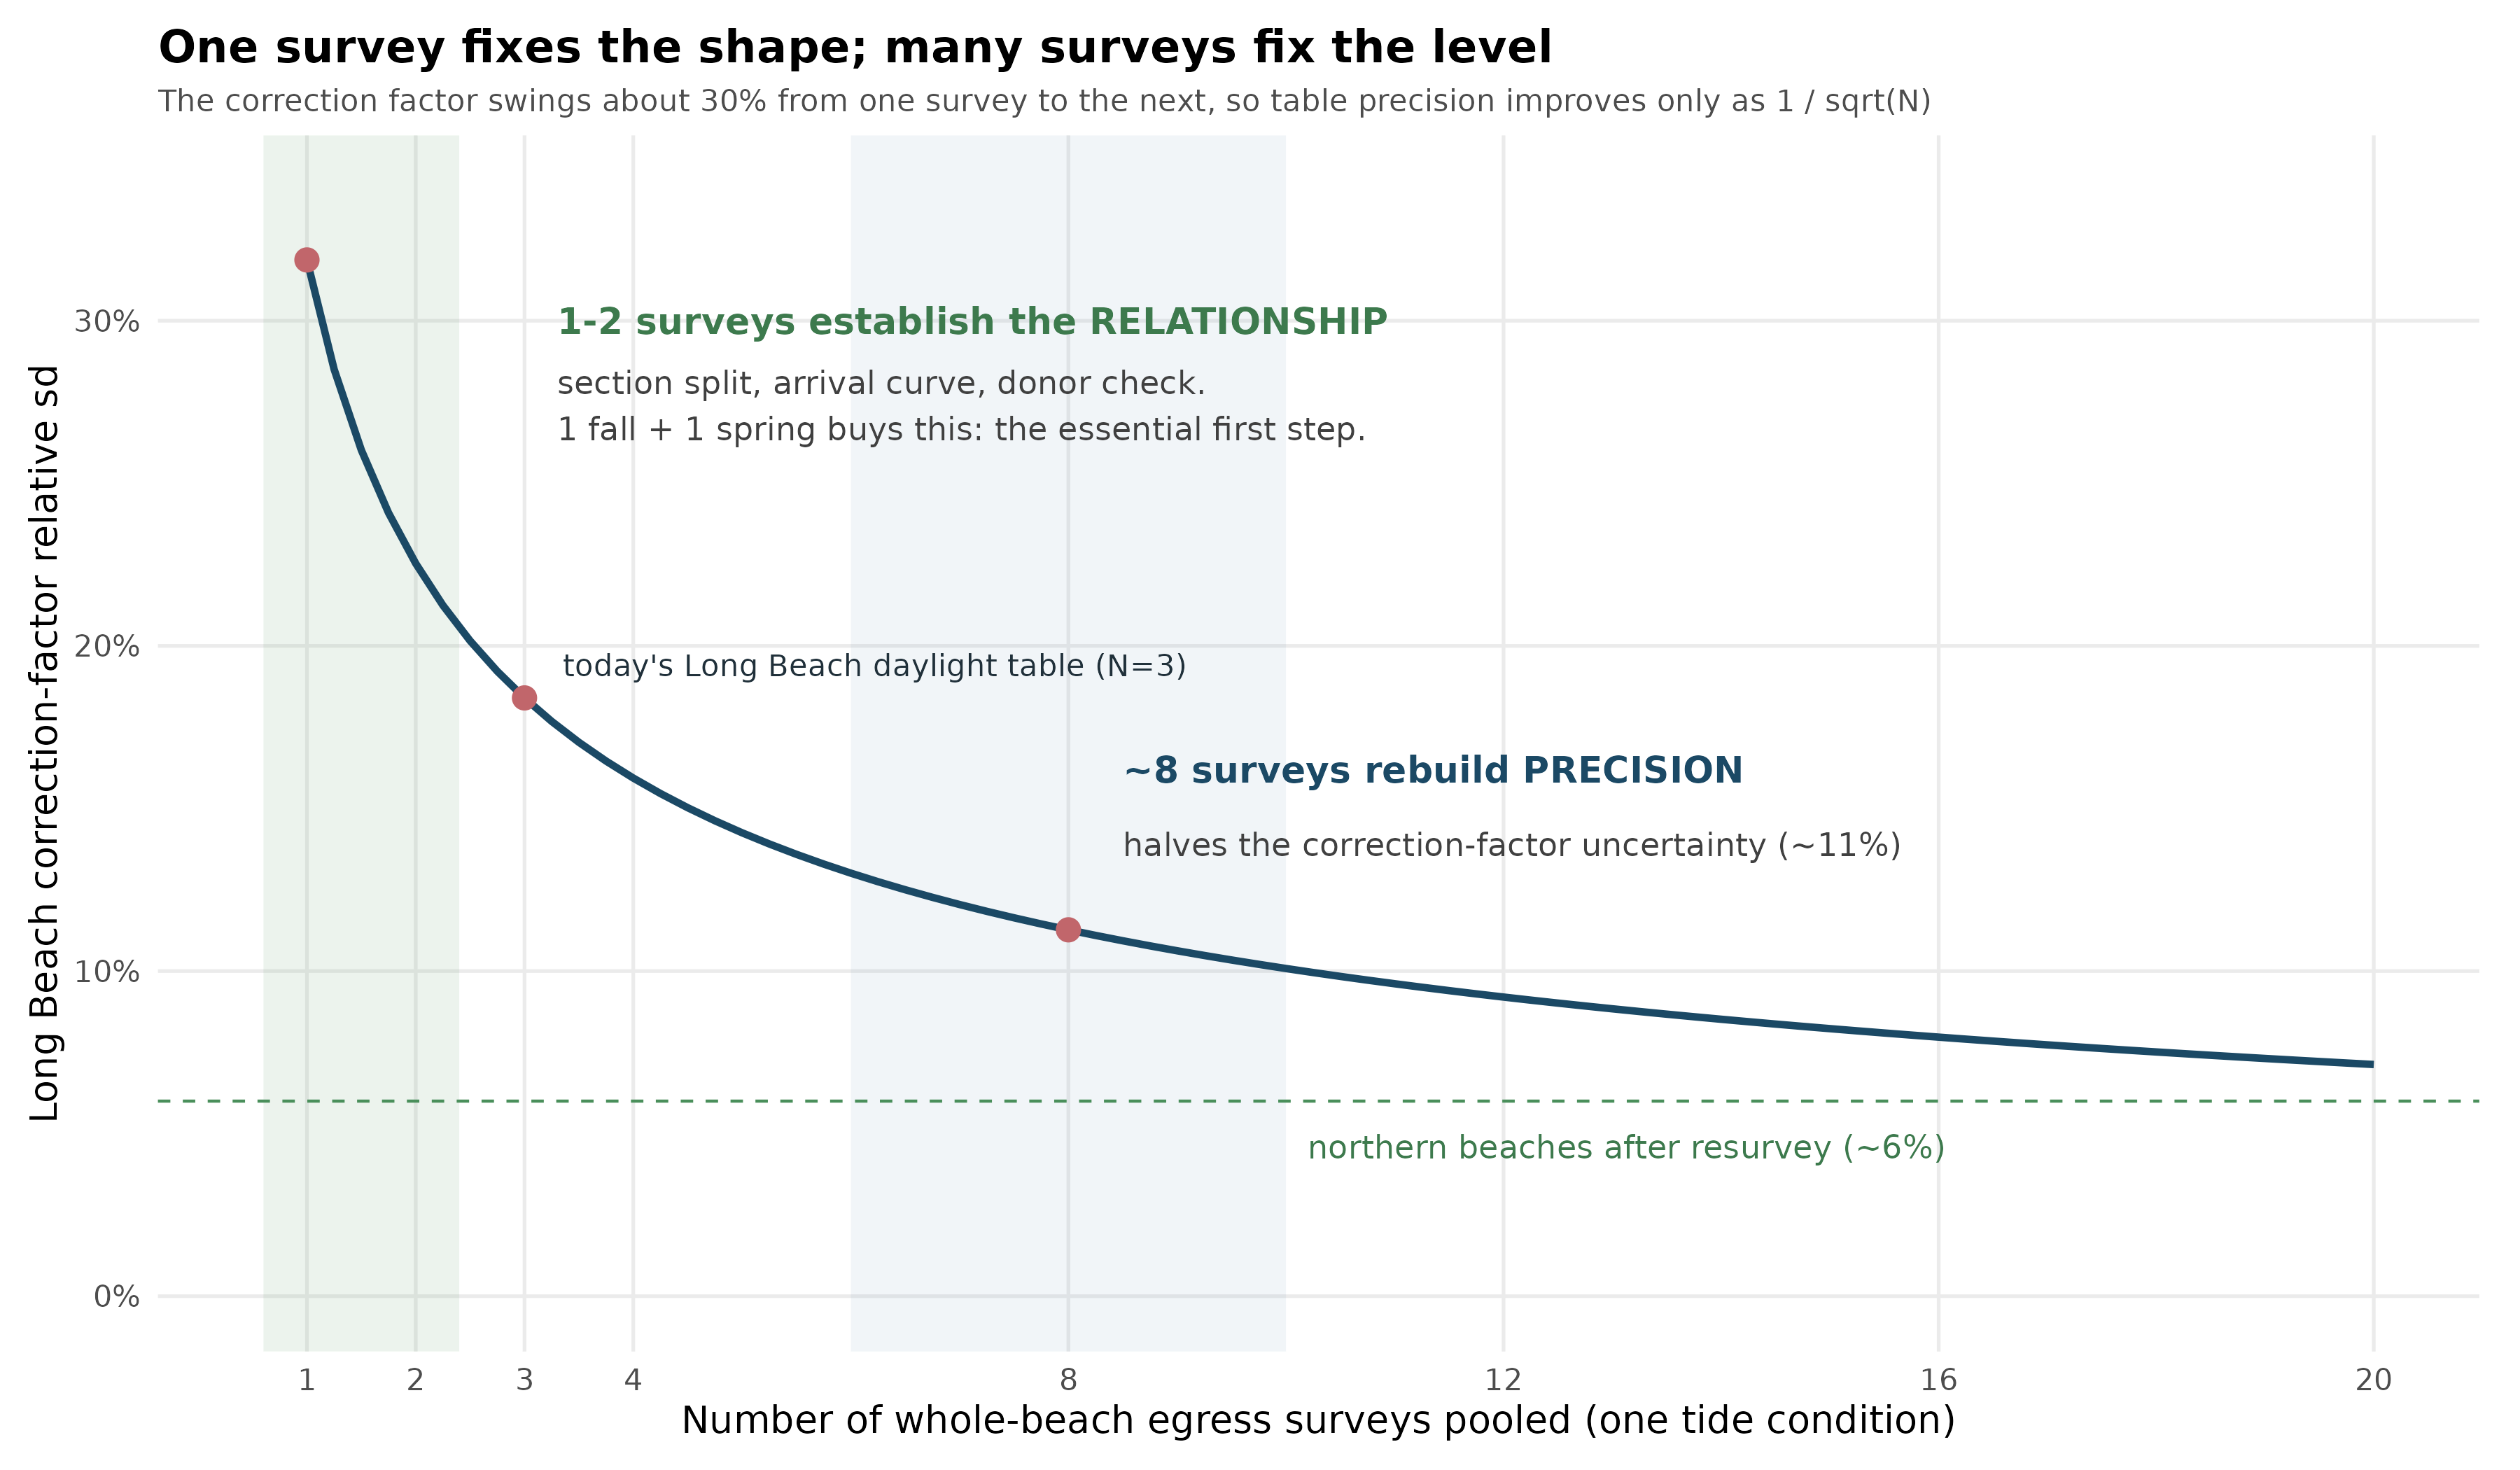 One survey fixes the shape; many surveys fix the level
The correction factor swings about 30% from one survey to the next, so table precision improves only as 1 / sqrt(N)
Long Beach correction-factor relative sd
30%
20%
10%
0%
1-2 surveys establish the RELATIONSHIP
section split, arrival curve, donor check.
1 fall + 1 spring buys this: the essential first step.
today's Long Beach daylight table (N=3)
~8 surveys rebuild PRECISION
halves the correction-factor uncertainty (~11%)
northern beaches after resurvey (~6%)
1 2 3 4 8 12 16 20
Number of whole-beach egress surveys pooled (one tide condition)